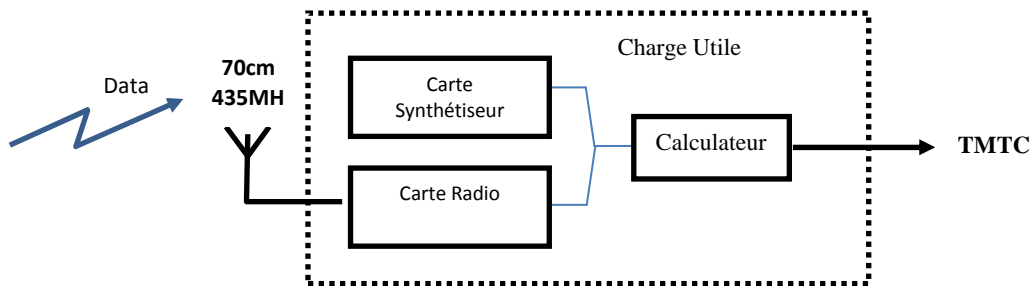 Data
70cm
435MH
Charge Utile
Carte
Synthétiseur
Carte Radio
Calculateur
TMTC